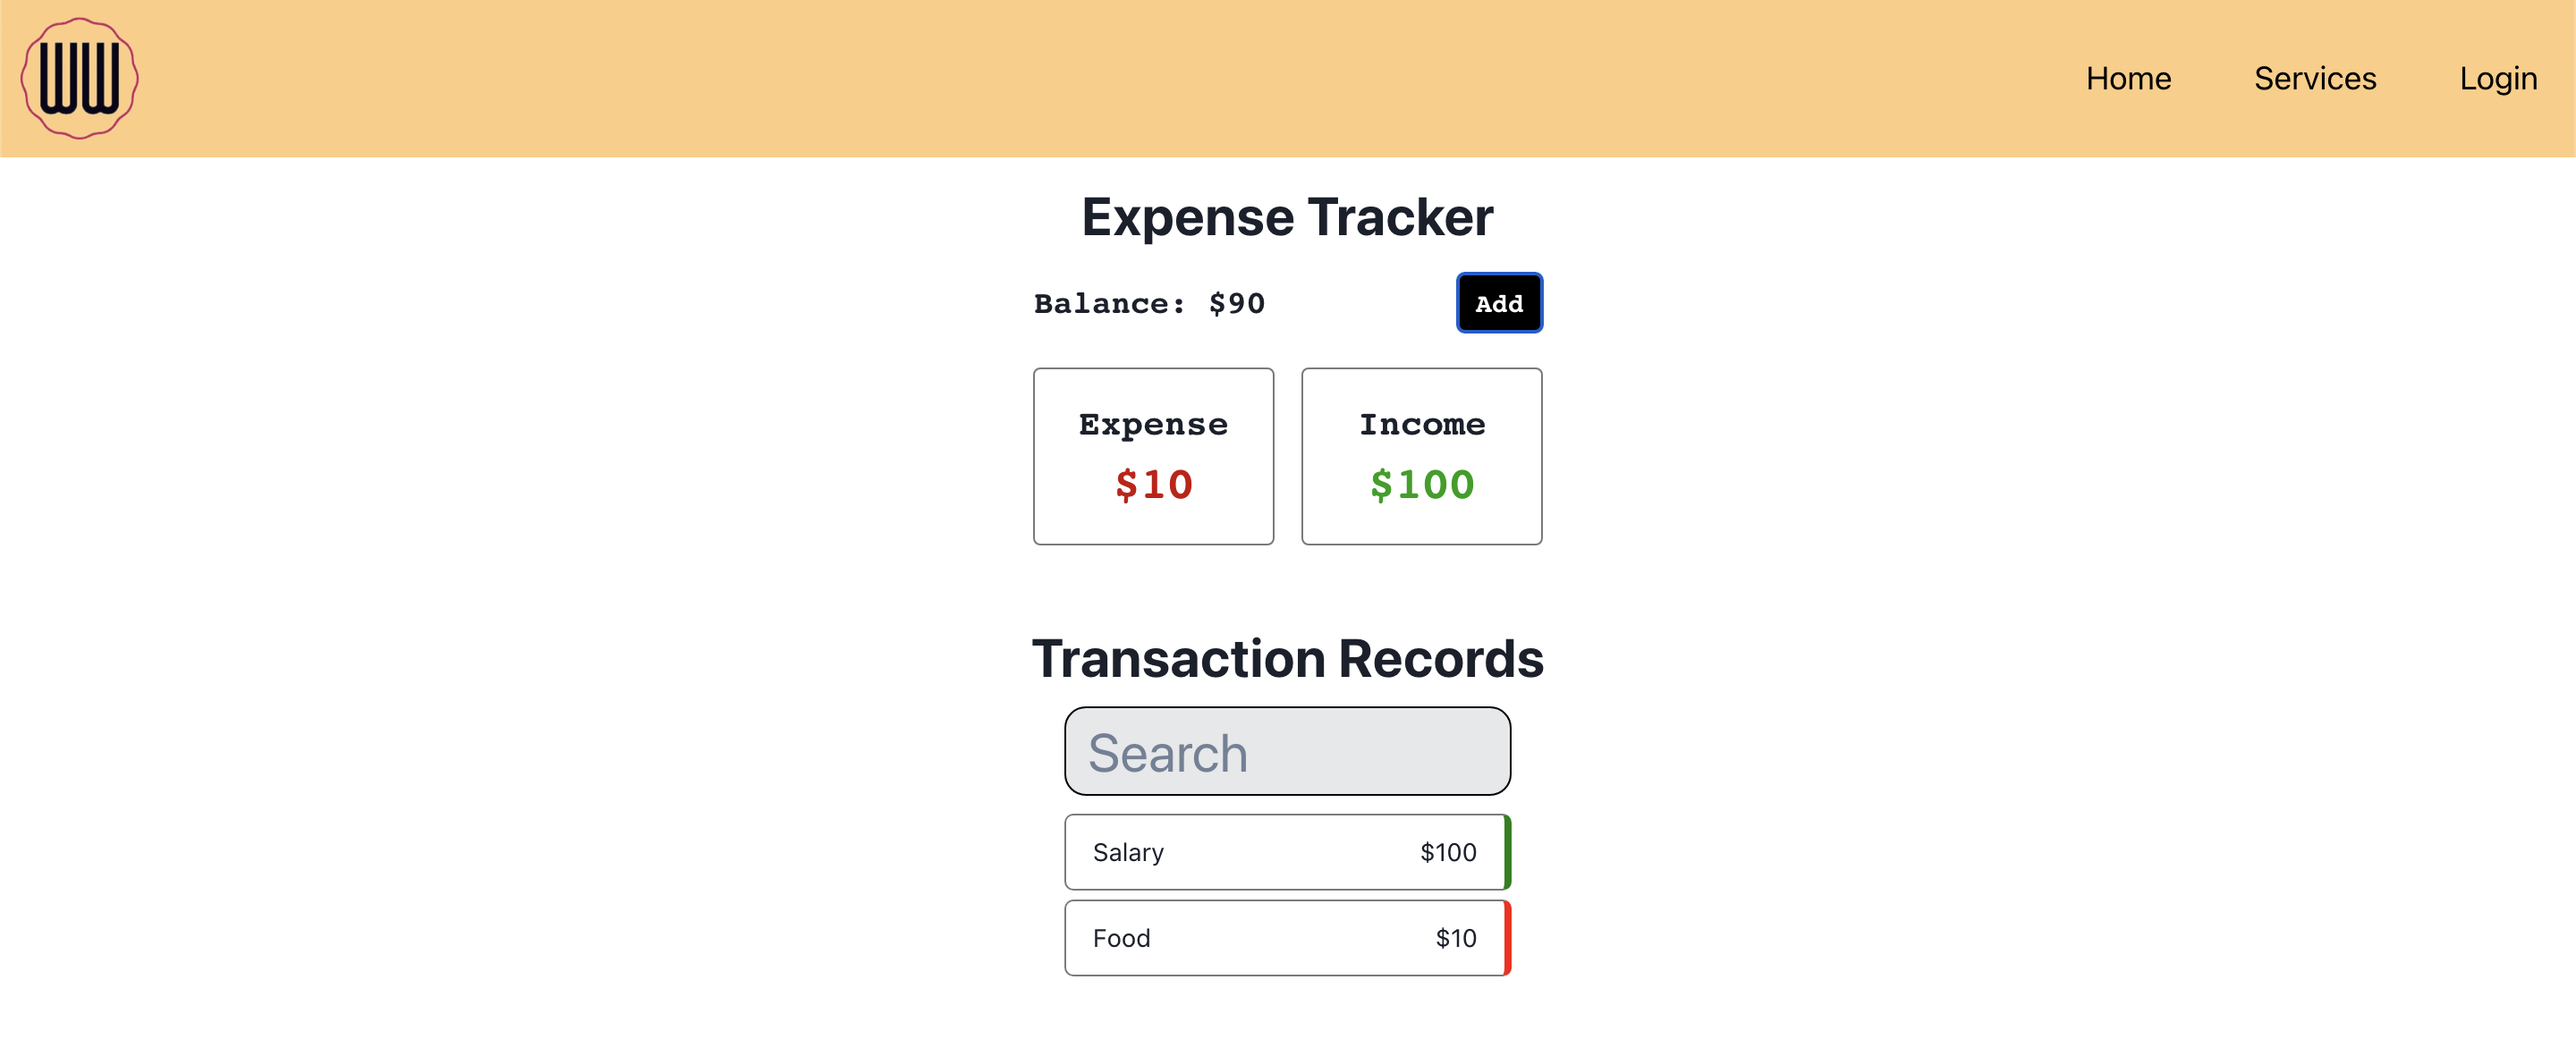 WW
Home Services Login
Expense Tracker
Balance: $90 Add
Expense Income
$10 $100
Transaction Records
Search
Salary $100
Food $10